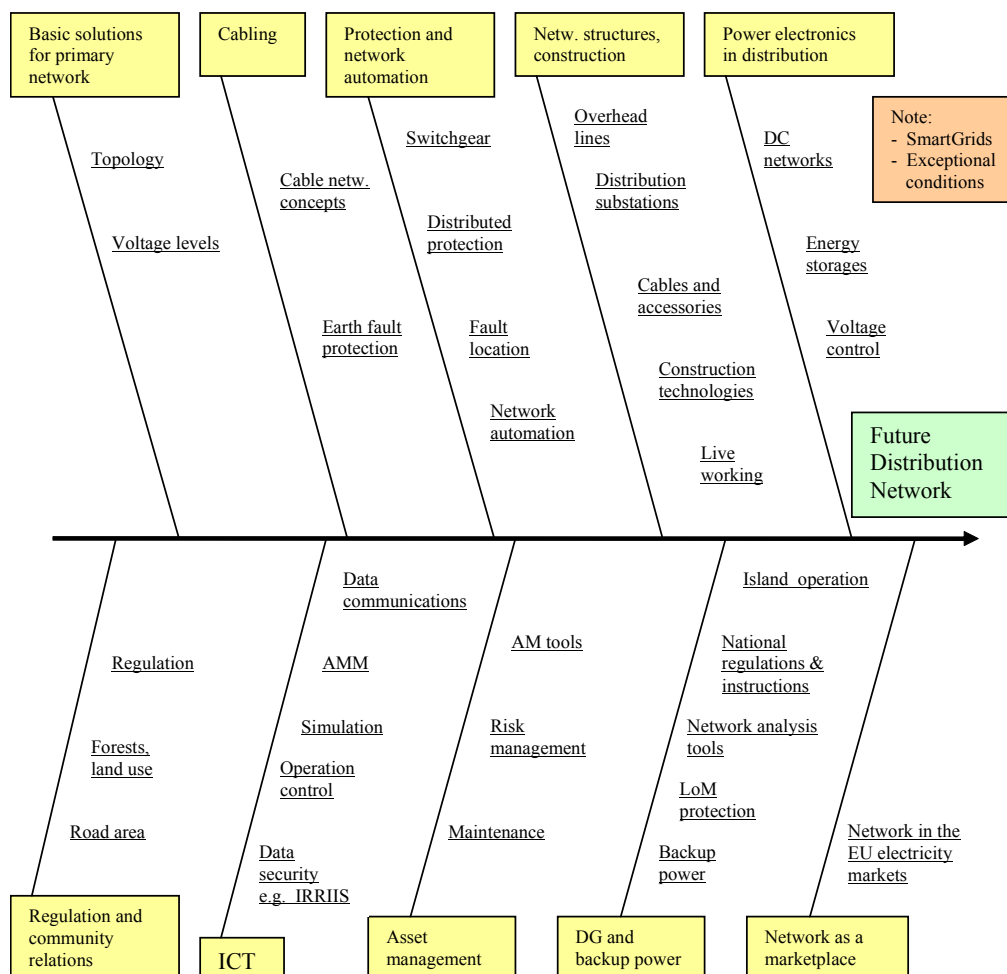 Basic solutions
for primary
network
Cabling
Protection and
network
automation
Netw. structures,
construction
Power electronics
in distribution
Note:
- SmartGrids
- Exceptional
conditions
Topology
Voltage levels
Cable netw.
concepts
Earth fault
protection
Switchgear
Distributed
protection
Fault
location
Network
automation
Overhead
lines
Distribution
substations
Cables and
accessories
Construction
technologies
Live
working
DC
networks
Energy
storages
Voltage
control
Future
Distribution
Network
Regulation
Forests,
land use
Road area
Data
communications
AMM
Simulation
Operation
control
Data
security
e.g. IRRIIS
AM tools
Risk
management
Maintenance
Island operation
National
regulations &
instructions
Network analysis
tools
LoM
protection
Backup
power
Network in the
EU electricity
markets
Regulation and
community
relations
ICT
Asset
management
DG and
backup power
Network as a
marketplace